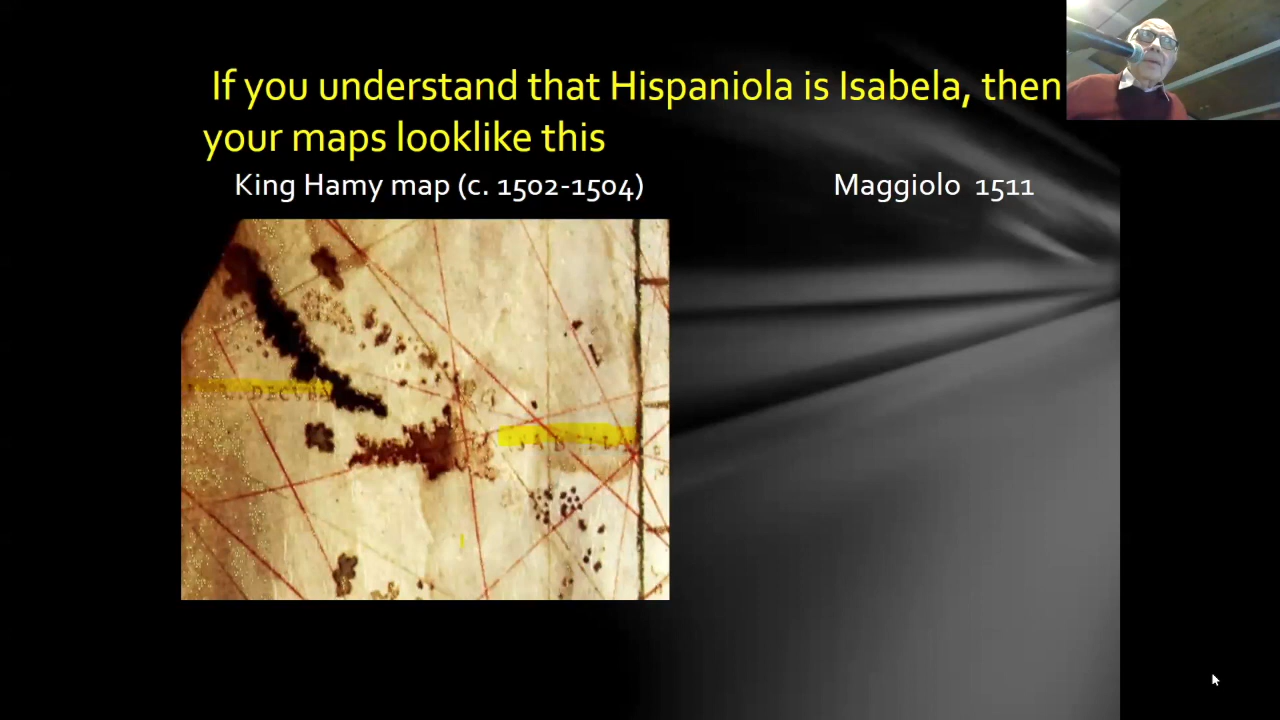 If you understand that Hispaniola is Isabela, then
your maps looklike this
King Hamy map (c. 1502-1504)
Maggiolo 1511
DECVBA